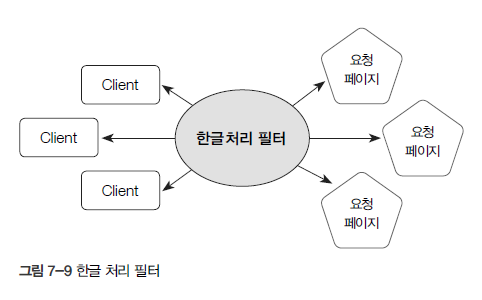 요청
페이지
Client
Client
한글처리 필터
요청
페이지
Client
요청
페이지
그림 7-9 한글 처리 필터